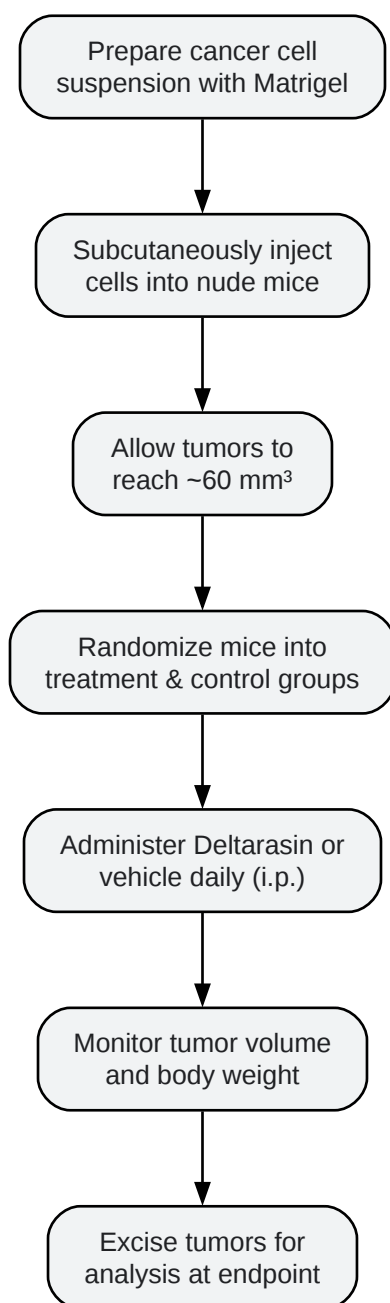 Prepare cancer cell
suspension with Matrigel
Subcutaneously inject
cells into nude mice
Allow tumors to
reach ~60 mm³
Randomize mice into
treatment & control groups
Administer Deltarasin or
vehicle daily (i.p.)
Monitor tumor volume
and body weight
Excise tumors for
analysis at endpoint